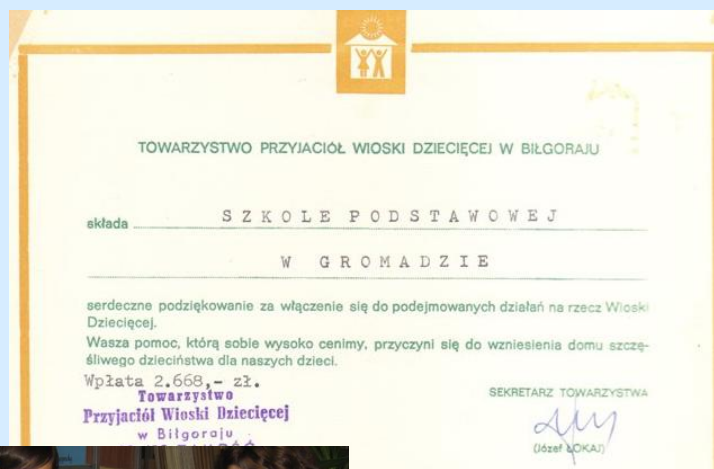 TOWARZYSTWO PRZYJACIÓŁ WIOSKI DZIECIĘCEJ W BIŁGORAJU
składa SZKOLE PODSTAWOWEJ
W GROMADZIE
serdeczne podziękowanie za włączenie się do podejmowanych działań na rzecz Wioski
Dziecięcej.
Wasza pomoc, którą sobie wysoko cenimy, przyczyni się do wzniesienia domu szczę-
śliwego dzieciństwa dla naszych dzieci.
Wpłata 2.668,- zł.
Towarzystwo
Przyjaciół Wioski Dziecięcej
w Biłgoraju
SEKRETARZ TOWARZYSTWA
(Józef ŁOKAJ)